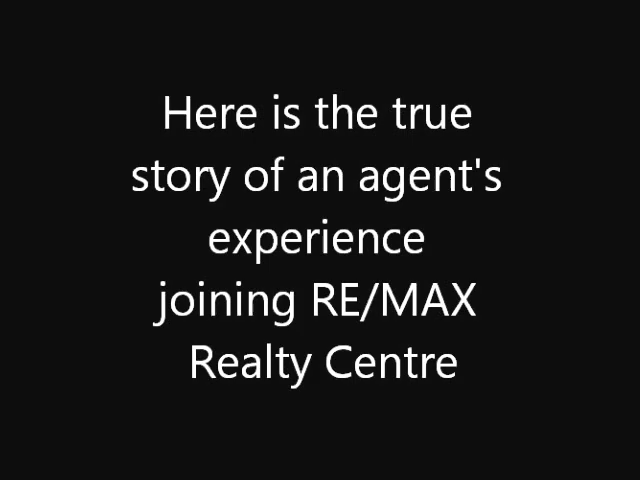 Here is the true
story of an agent's
experience
joining RE/MAX
Realty Centre